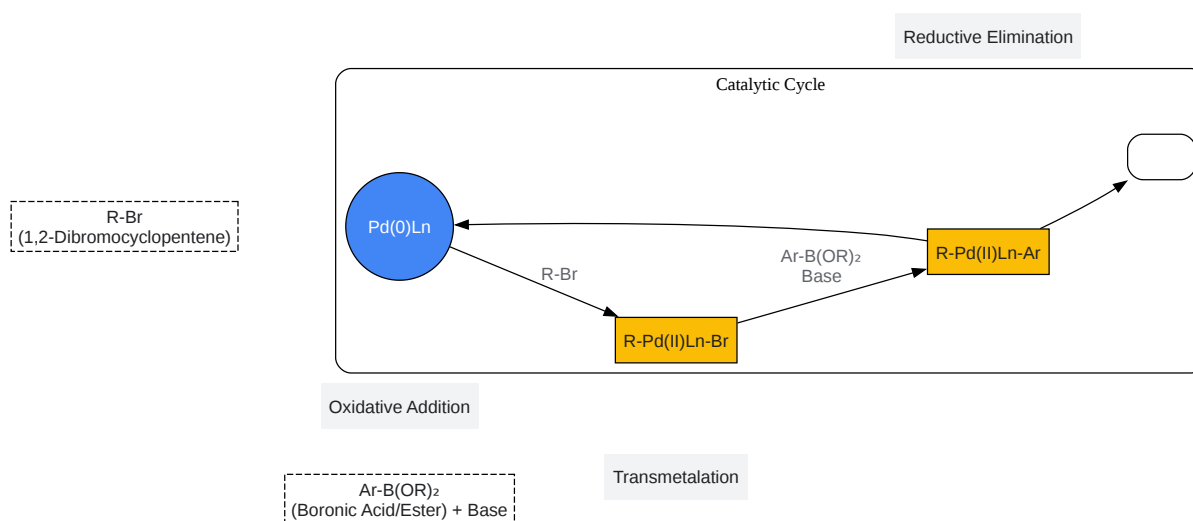 Reductive Elimination
Catalytic Cycle
R-Br
(1,2-Dibromocyclopentene)
Pd(0)Ln
R-Br
Ar-B(OR)₂
Base
R-Pd(II)Ln-Ar
R-Pd(II)Ln-Br
Oxidative Addition
Transmetalation
Ar-B(OR)₂
(Boronic Acid/Ester) + Base